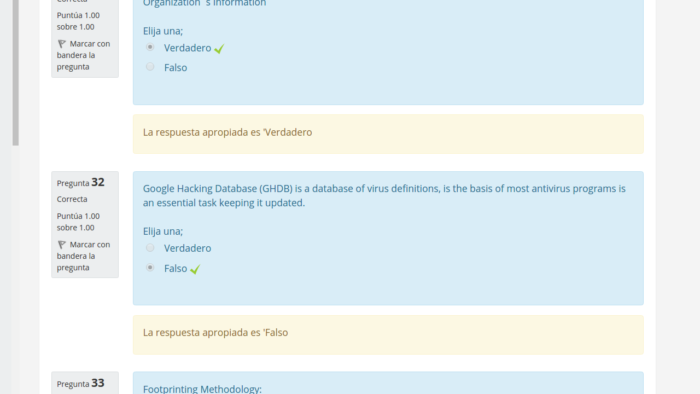 Correcta
Puntúa 1.00
sobre 1.00
Marcar con
bandera la
pregunta
Organization ´s Information
Elija una;
Verdadero
Falso
La respuesta apropiada es 'Verdadero
Pregunta 32
Correcta
Puntúa 1.00
sobre 1.00
Marcar con
bandera la
pregunta
Google Hacking Database (GHDB) is a database of virus definitions, is the basis of most antivirus programs is
an essential task keeping it updated.
Elija una;
Verdadero
Falso
La respuesta apropiada es 'Falso
Pregunta 33
Footprinting Methodology: